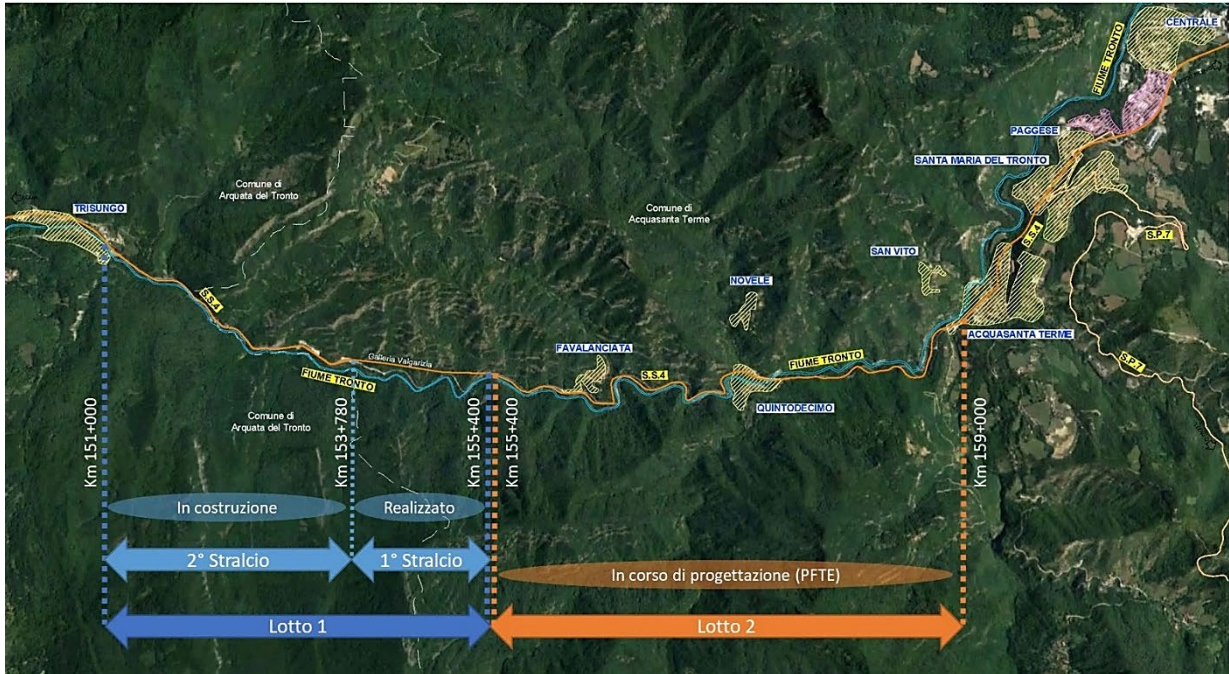 CENTRALE
FIUME TRONTO
PAGGESE
SANTA MARIA DEL TRONTO
Comune di
Arquata del Tronto
Comune di
Acquasanta Terme
TRISUNGO
S.S.4
S.P.7
SAN VITO
NOVELE
S.S.4
ACQUASANTA TERME
Galleria Valgarizia
FAVALANCIATA
FIUME TRONTO
S.P.7
FIUME TRONTO
S.S.4
QUINTODECIMO
Comune di
Arquata del Tronto
Km 151+000
Km 153+780
Km 155+400
Km 155+400
Km 159+000
In costruzione
Realizzato
2° Stralcio
1° Stralcio
In corso di progettazione (PFTE)
Lotto 1
Lotto 2